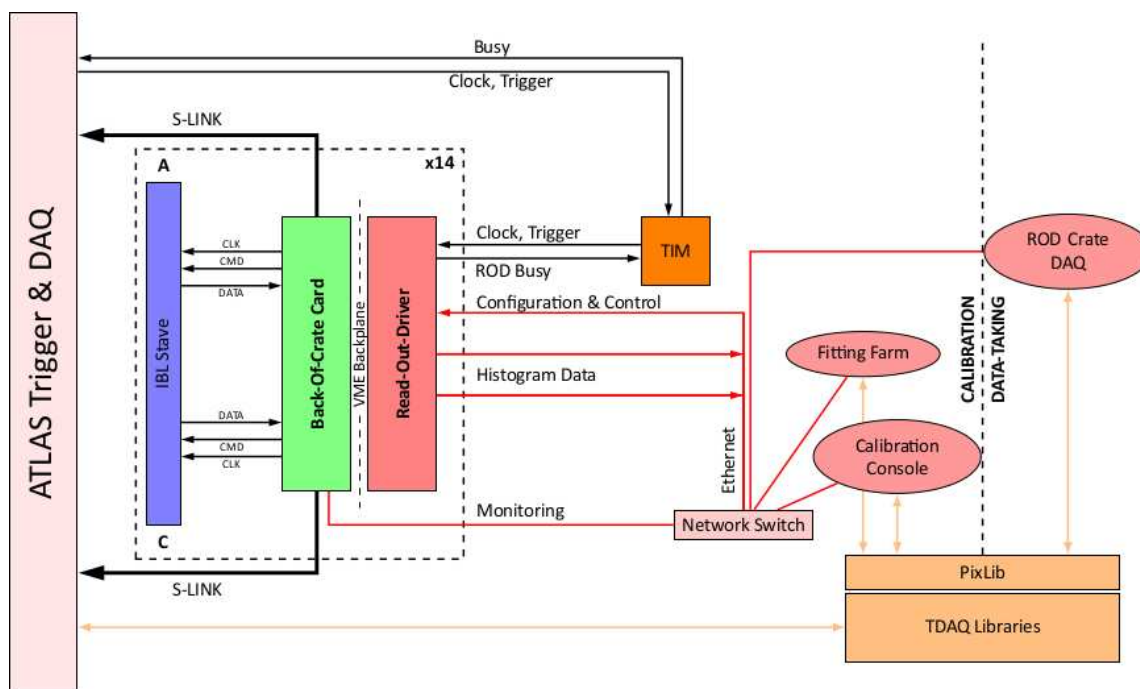 ATLAS Trigger & DAQ
Busy
Clock, Trigger
S-LINK
A
x14
IBL Stave
CLK
CMD
DATA
DATA
CMD
CLK
C
Back-Of-Crate Card
VME Backplane
Read-Out-Driver
Clock, Trigger
ROD Busy
TIM
Configuration & Control
Histogram Data
Monitoring
Ethernet
Network Switch
Fitting Farm
Calibration
Console
CALIBRATION
DATA-TAKING
ROD Crate
DAQ
S-LINK
PixLib
TDAQ Libraries